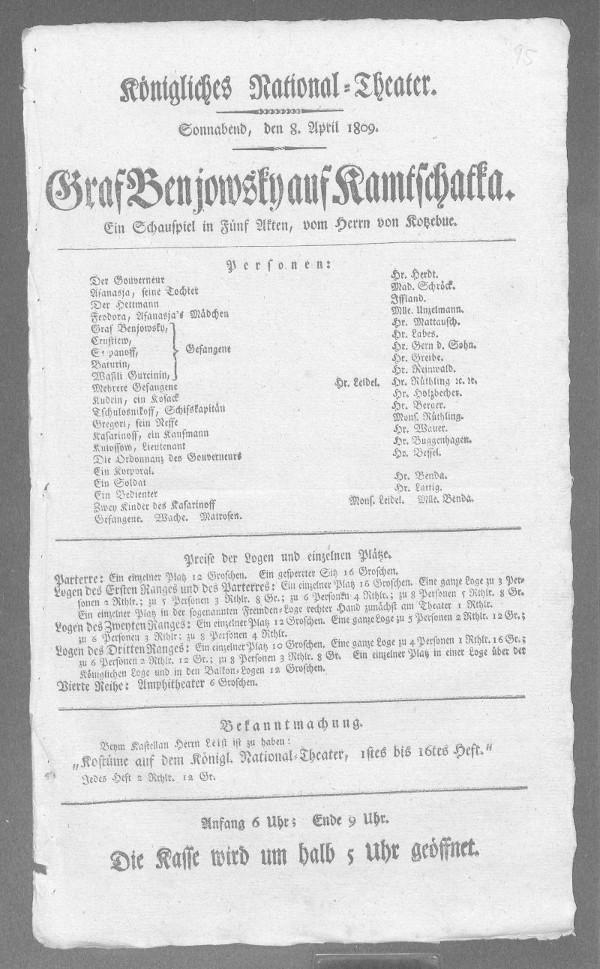 95
Königliches National-Theater.
Sonnabend, den 8. April 1809.
Graf Benjowsky auf Kamtschatka.
Ein Schauspiel in Fünf Akten, vom Herrn von Kotzebue.
Personen:
Der Gouverneur Hr. Herdt.
Afanasja, seine Tochter Mad. Schröck.
Der Hettmann Iffland.
Feodora, Afanasja's Mädchen Mlle. Unzelmann.
Graf Benjowsky, Hr. Mattausch.
Crustiew, Hr. Labes.
Gefangene Hr. Gern d. Sohn.
Baturin, Hr. Greibe.
Wasili Hr. Reinwald.
Mehrere Gefangene Hr. Leidel. Hr. Rüthling ꝛc. ꝛc.
Kudrin, ein Kosack Hr. Holzbecher.
Tschulosnikoff, Schifskapitän Hr. Berger.
Gregori, sein Neffe Mons. Rüthling.
Kasarinoff, ein Kaufmann Hr. Wauer.
Lieutenant Hr. Buggenhagen.
Die Ordonnanz des Gouverneurs Hr. Bessel.
Ein Korporal.
Ein Soldat Hr. Benda.
Ein Bedienter Hr. Lattig.
Zwey Kinder des Kasarinoff Mons. Leidel. Mlle. Benda.
Gefangene. Wache. Matrosen.
Preise der Logen und einzelnen Plätze.
Parterre: Ein einzelner Platz 12 Groschen. Ein gesperrter Sitz 16 Groschen.
Logen des Ersten Ranges und des Parterres: Ein einzelner Platz 16 Groschen. Eine ganze Loge zu 3 Per-
sonen 2 Rthlr.; zu 5 Personen 3 Rthlr. 8 Gr.; zu 6 Personen 4 Rthlr.; zu 8 Personen 5 Rthlr. 8 Gr.
Ein einzelner Platz in der sogenannten Fremden-Loge rechter Hand zunächst am Theater 1 Rthlr.
Logen des Zweyten Ranges: Ein einzelner Platz 12 Groschen. Eine ganze Loge zu 5 Personen 2 Rthlr. 12 Gr.;
zu 6 Personen 3 Rthlr.; zu 8 Personen 4 Rthlr.
Logen des Dritten Ranges: Ein einzelner Platz 10 Groschen. Eine ganze Loge zu 4 Personen 1 Rthlr. 16 Gr.;
zu 6 Personen 2 Rthlr. 12 Gr.; zu 8 Personen 3 Rthlr. 8 Gr. Ein einzelner Platz in einer Loge über der
Königlichen Loge und in den Balkon-Logen 12 Groschen.
Vierte Reihe: Amphitheater 6 Groschen.
Bekanntmachung.
Beym Kastellan Herrn Leist ist zu haben:
„Kostüme auf dem Königl. National-Theater, 1stes bis 16tes Heft."
Jedes Heft 2 Rthlr. 12 Gr.
Anfang 6 Uhr; Ende 9 Uhr.
Die Kasse wird um halb 5 Uhr geöffnet.